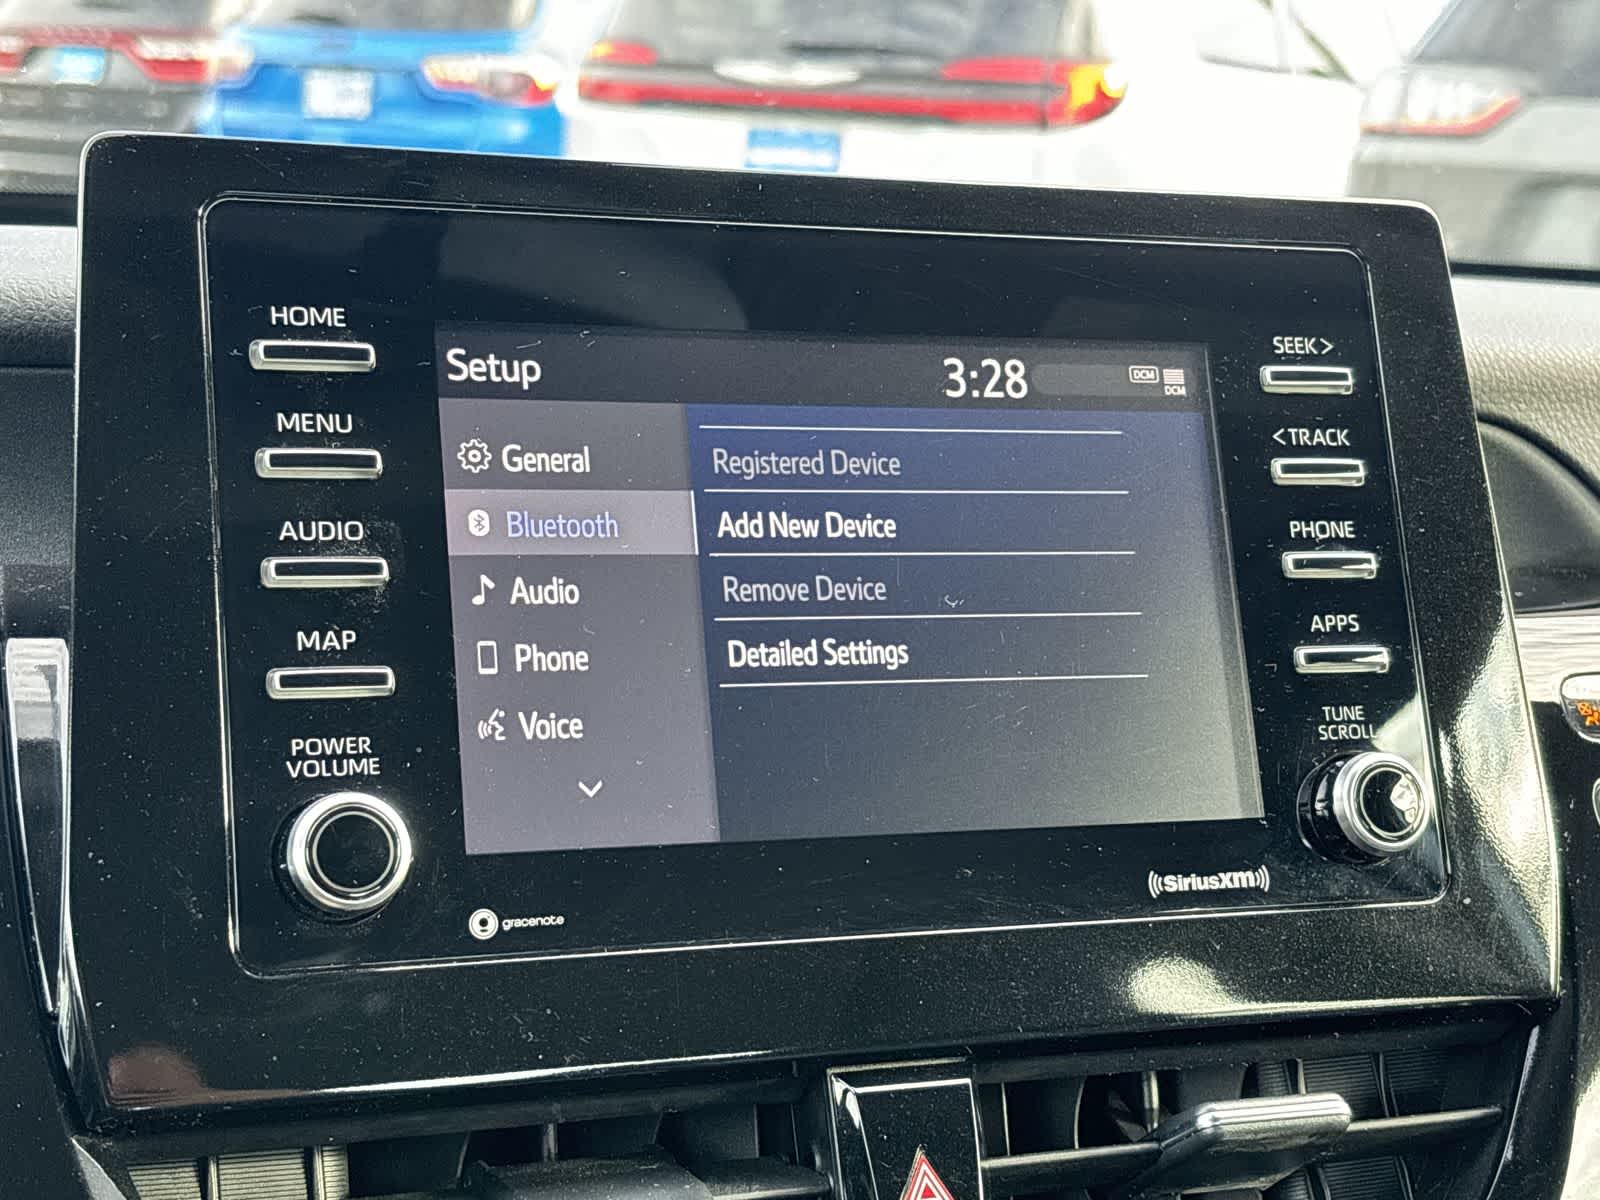 HOME
MENU
AUDIO
MAP
POWER
VOLUME
Setup
3:28
DCM
DCM
General
Bluetooth
Audio
Phone
Voice
Registered Device
Add New Device
Remove Device
Detailed Settings
SEEK>
<TRACK
PHONE
APPS
TUNE
SCROLL
gracenote
((SiriusXM))